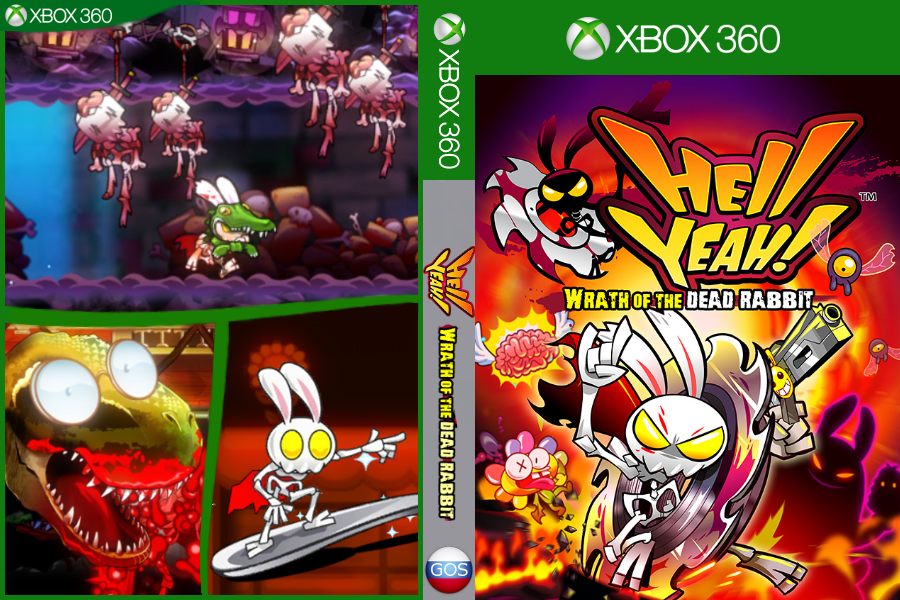 XBOX 360
XBOX 360
HELL
YEAH!
WRATH OF THE DEAD RABBIT
GOS
XBOX 360
HELL
YEAH!
TM
WRATH OF THE DEAD RABBIT